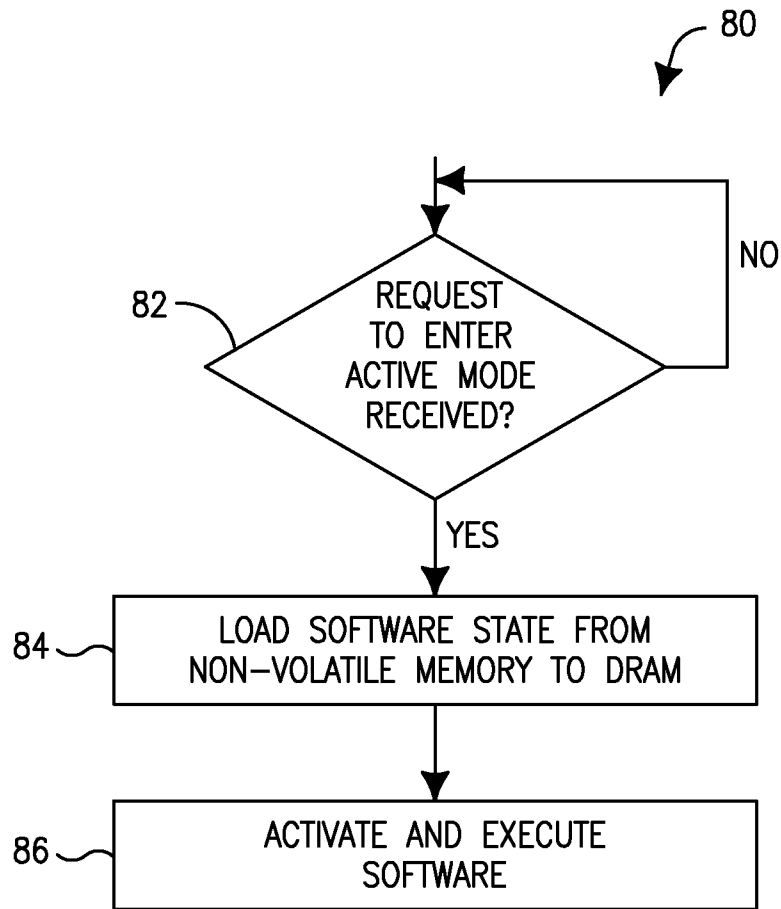 80
82
REQUEST
TO ENTER
ACTIVE MODE
RECEIVED?
NO
YES
84
LOAD SOFTWARE STATE FROM
NON-VOLATILE MEMORY TO DRAM
86
ACTIVATE AND EXECUTE
SOFTWARE